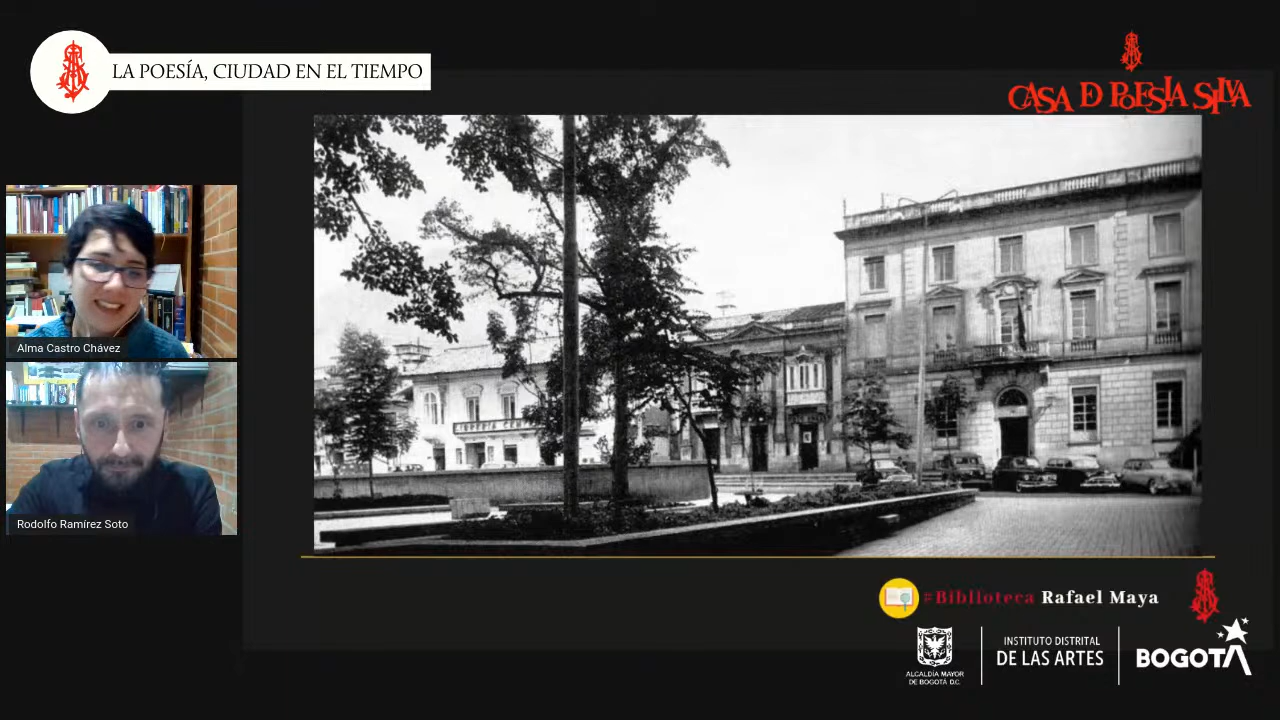 LA POESÍA, CIUDAD EN EL TIEMPO
CASA D POESIA SILVA
Alma Castro Chávez
Rodolfo Ramírez Soto
#Biblioteca Rafael Maya
ALCALDÍA MAYOR
DE BOGOTÁ D.C.
INSTITUTO DISTRITAL
DE LAS ARTES
BOGOTÁ